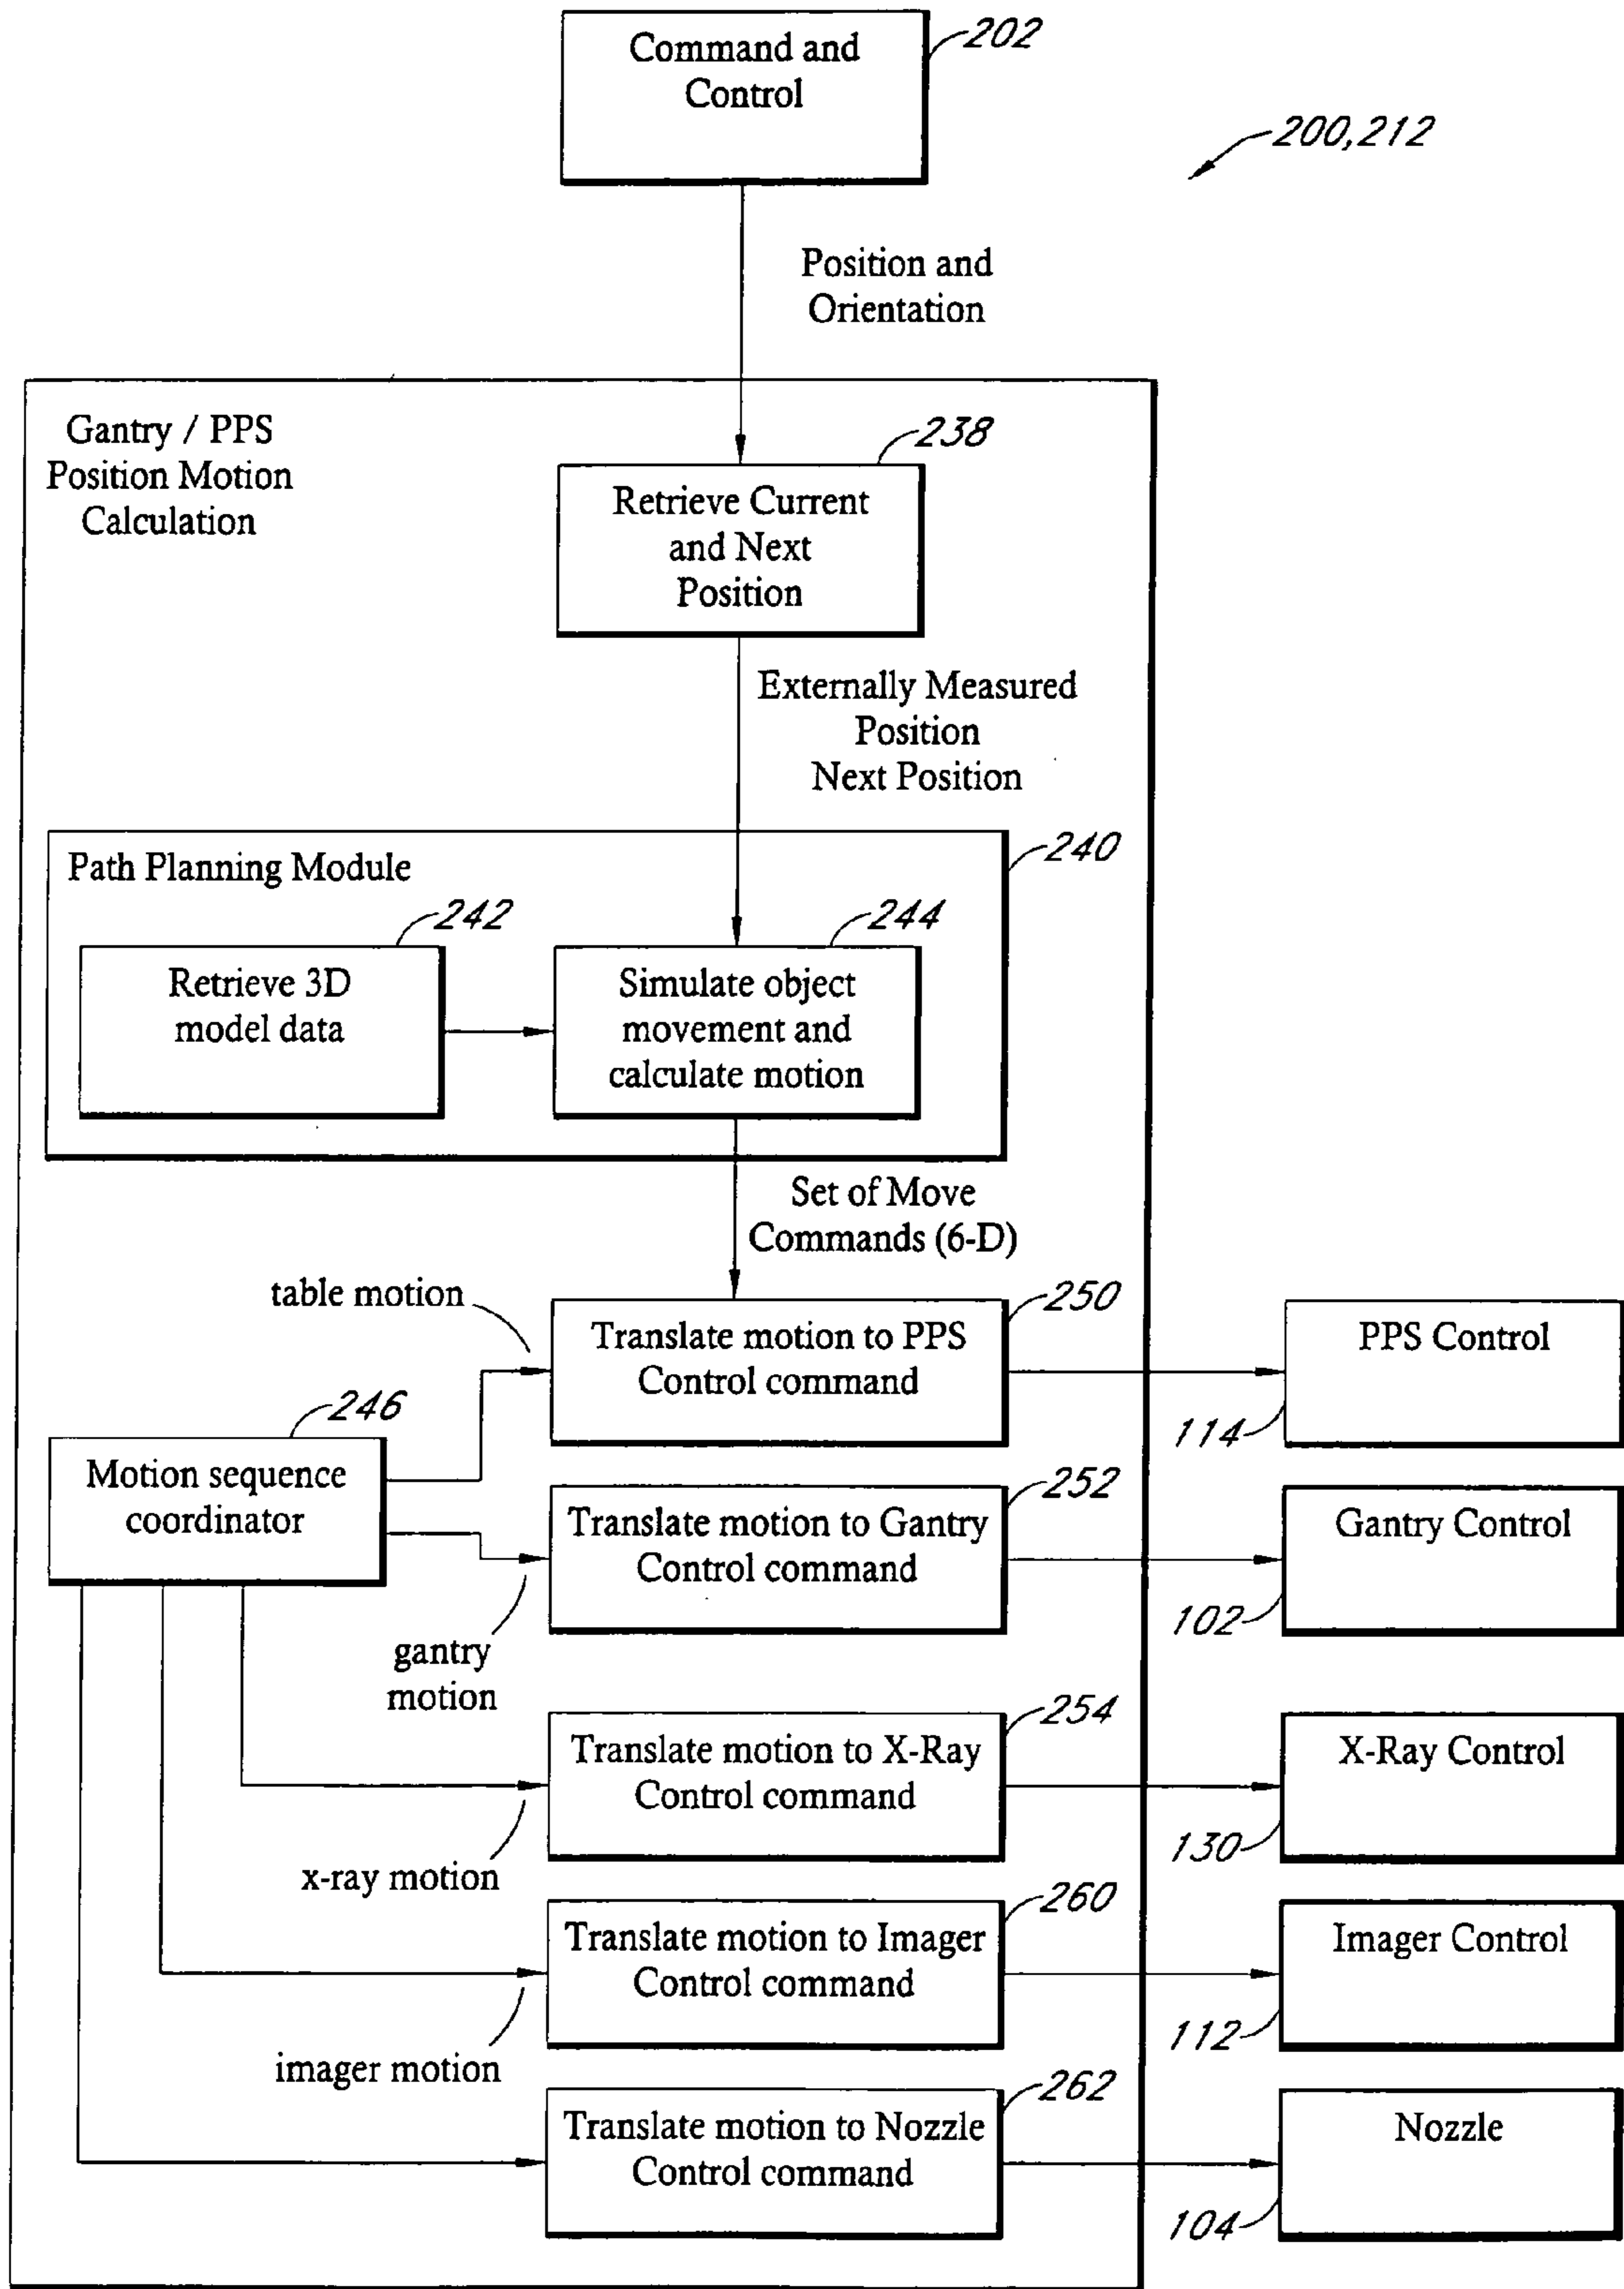 Command and
Control
202
200,212
Position and
Orientation
Gantry / PPS
Position Motion
Calculation
238
Retrieve Current
and Next
Position
Externally Measured
Position
Next Position
240
Path Planning Module
242
244
Retrieve 3D
model data
Simulate object
movement and
calculate motion
Set of Move
Commands (6-D)
table motion
250
Translate motion to PPS
Control command
PPS Control
114
246
Motion sequence
coordinator
252
Translate motion to Gantry
Control command
Gantry Control
102
gantry
motion
254
Translate motion to X-Ray
Control command
X-Ray Control
130
x-ray motion
260
Translate motion to Imager
Control command
Imager Control
112
imager motion
262
Translate motion to Nozzle
Control command
Nozzle
104